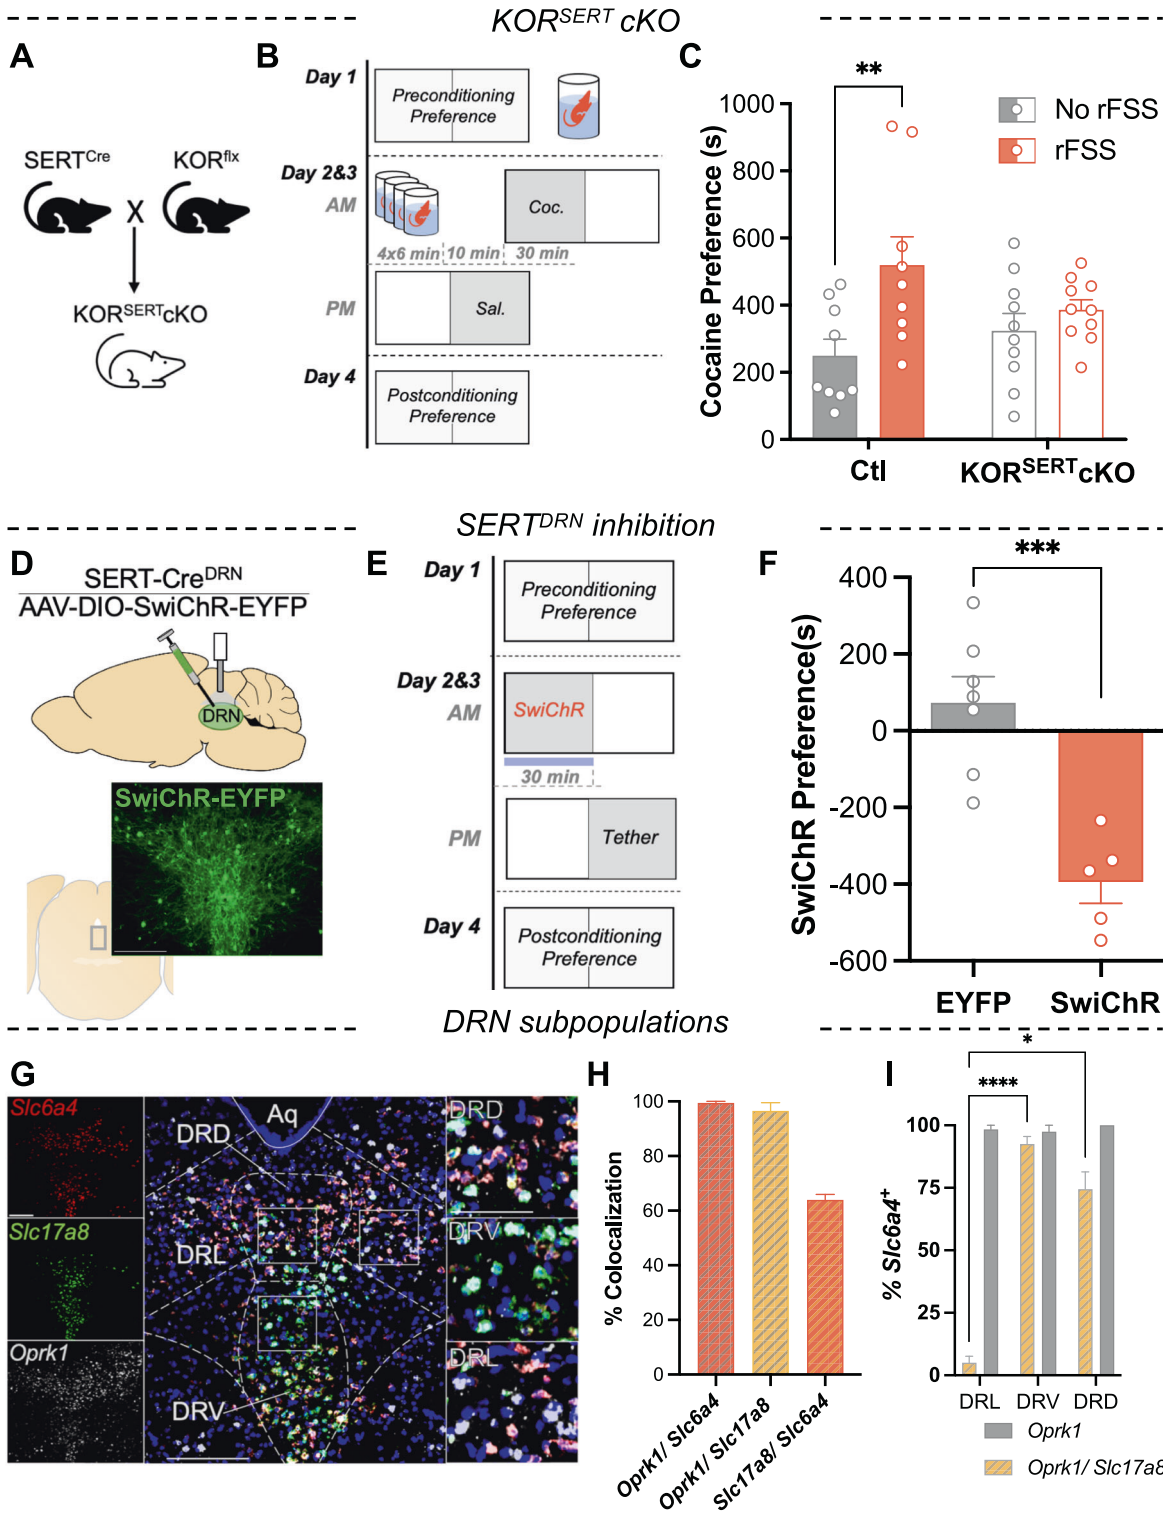 KORSERT cKO
A
SERTCre
KORflx
X
KORSERTcKO
B
Day 1
Preconditioning
Preference
Day 2&3
AM
Coc.
4x6 min
10 min
30 min
PM
Sal.
Day 4
Postconditioning
Preference
C
**
Cocaine Preference (s)
1000
800
600
400
200
0
No rFSS
rFSS
Ctl
KORSERTcKO
SERTDRN inhibition
D
SERT-CreDRN
AAV-DIO-SwiChR-EYFP
DRN
SwiChR-EYFP
E
Day 1
Preconditioning
Preference
Day 2&3
AM
SwiChR
30 min
PM
Tether
Day 4
Postconditioning
Preference
F
***
SwiChR Preference(s)
400
200
0
-200
-400
-600
EYFP
SwiChR
DRN subpopulations
G
Slc6a4
Slc17a8
Oprk1
Aq
DRD
DRL
DRV
DRD
DRV
DRL
H
% Colocalization
100
80
60
40
20
0
Oprk1/ Slc6a4
Oprk1/ Slc17a8
Slc17a8/ Slc6a4
I
*
****
% Slc6a4+
100
75
50
25
0
DRL
DRV
DRD
Oprk1
Oprk1/ Slc17a8